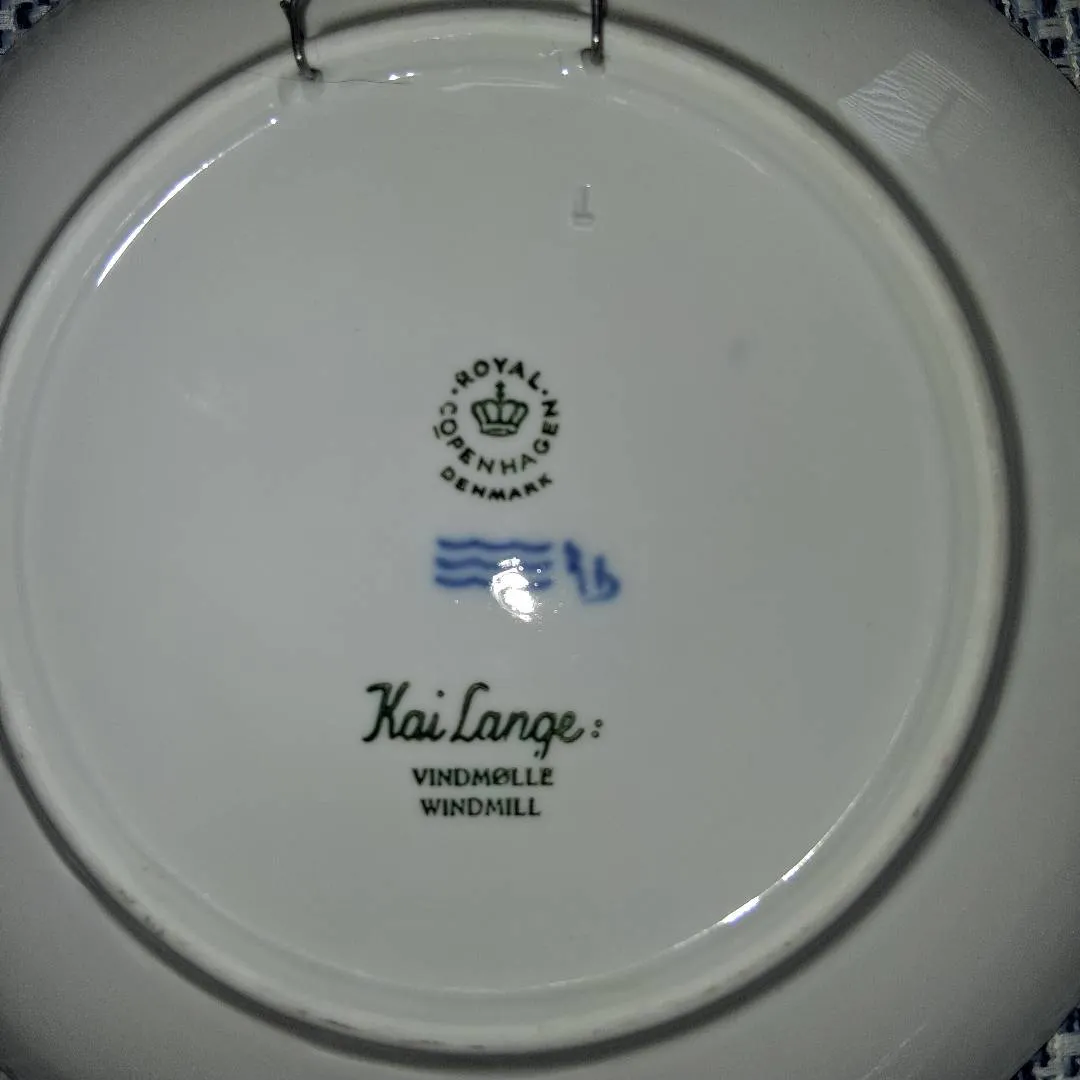 ROYAL
COPENHAGEN
DENMARK
Kai Lange:
VINDMØLLE
WINDMILL